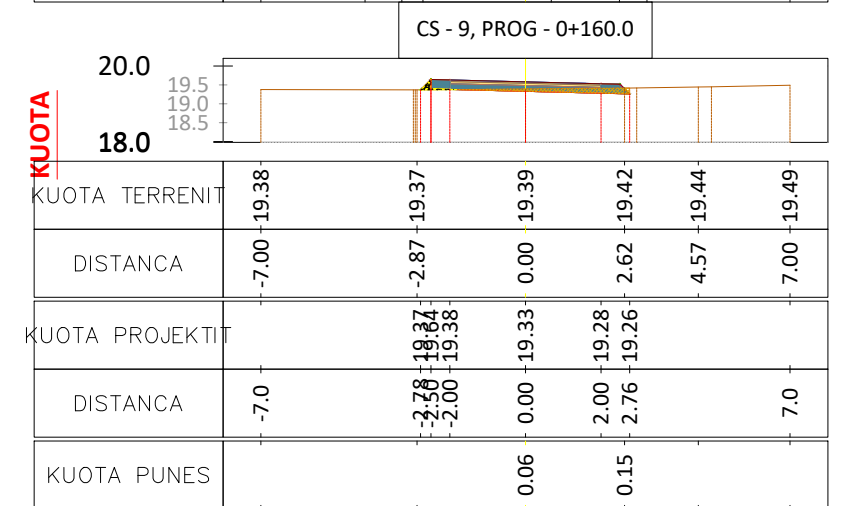 CS - 9, PROG - 0+160.0
KUOTA
20.0
19.5
19.0
18.5
18.0
KUOTA TERRENIT 19.38 19.37 19.39 19.42 19.44 19.49
DISTANCA -7.00 -2.87 0.00 2.62 4.57 7.00
KUOTA PROJEKTIT 19.37 19.64 19.38 19.33 19.28 19.26
DISTANCA -7.0 -2.78 -2.50 -2.00 0.00 2.00 2.76 7.0
KUOTA PUNES 0.06 0.15